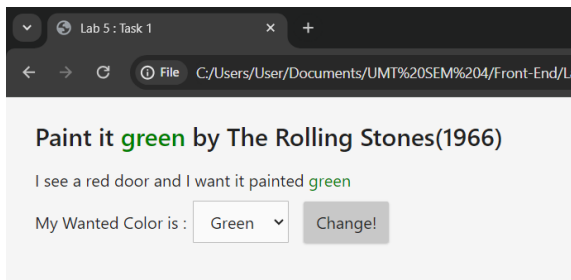 Lab 5 : Task 1
File C:/Users/User/Documents/UMT%20SEM%204/Front-End/L
Paint it green by The Rolling Stones(1966)
I see a red door and I want it painted green
My Wanted Color is : Green Change!